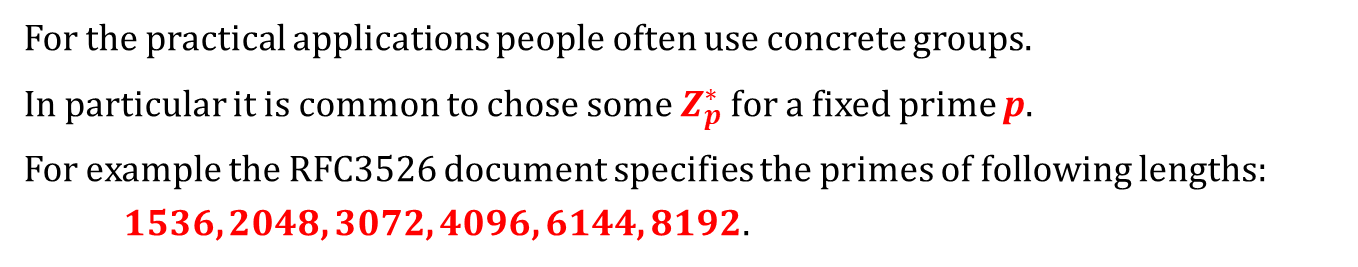 For the practical applications people often use concrete groups.
In particular it is common to chose some Z*p for a fixed prime p.
For example the RFC3526 document specifies the primes of following lengths:
1536, 2048, 3072, 4096, 6144, 8192.